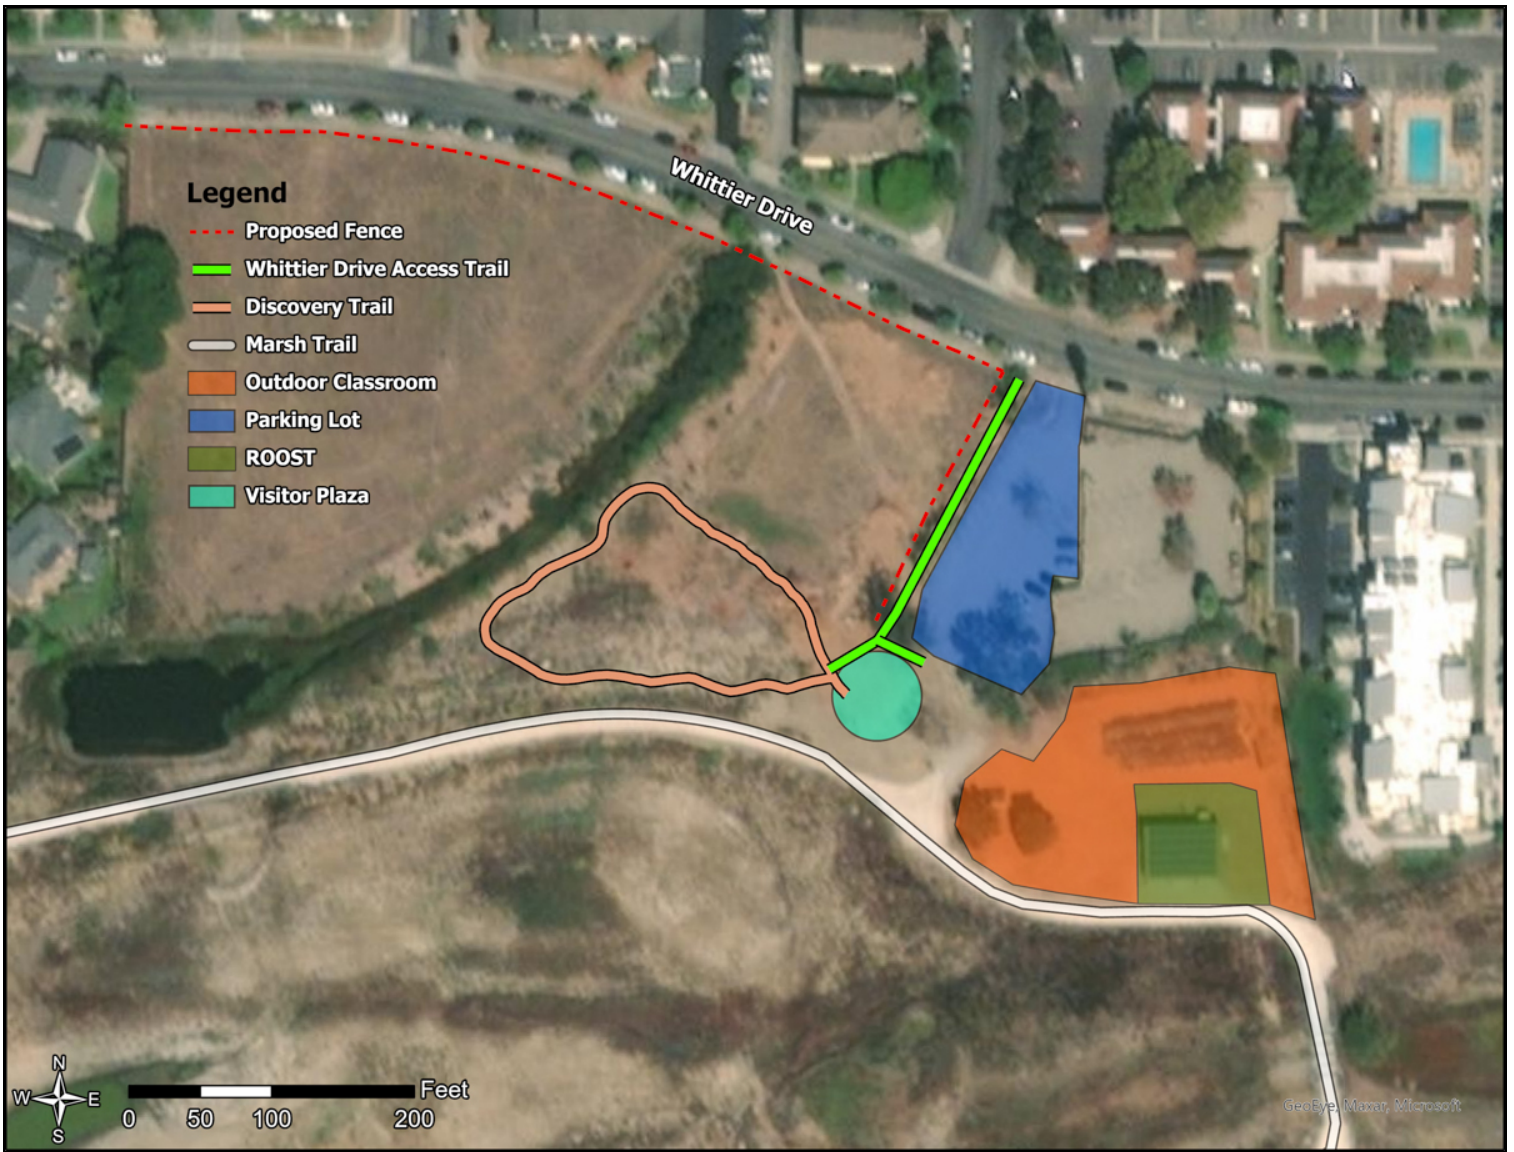 Whittier Drive
Legend
Proposed Fence
Whittier Drive Access Trail
Discovery Trail
Marsh Trail
Outdoor Classroom
Parking Lot
ROOST
Visitor Plaza
N
W E
S
Feet
0 50 100 200
GeoEye, Maxar, Microsoft